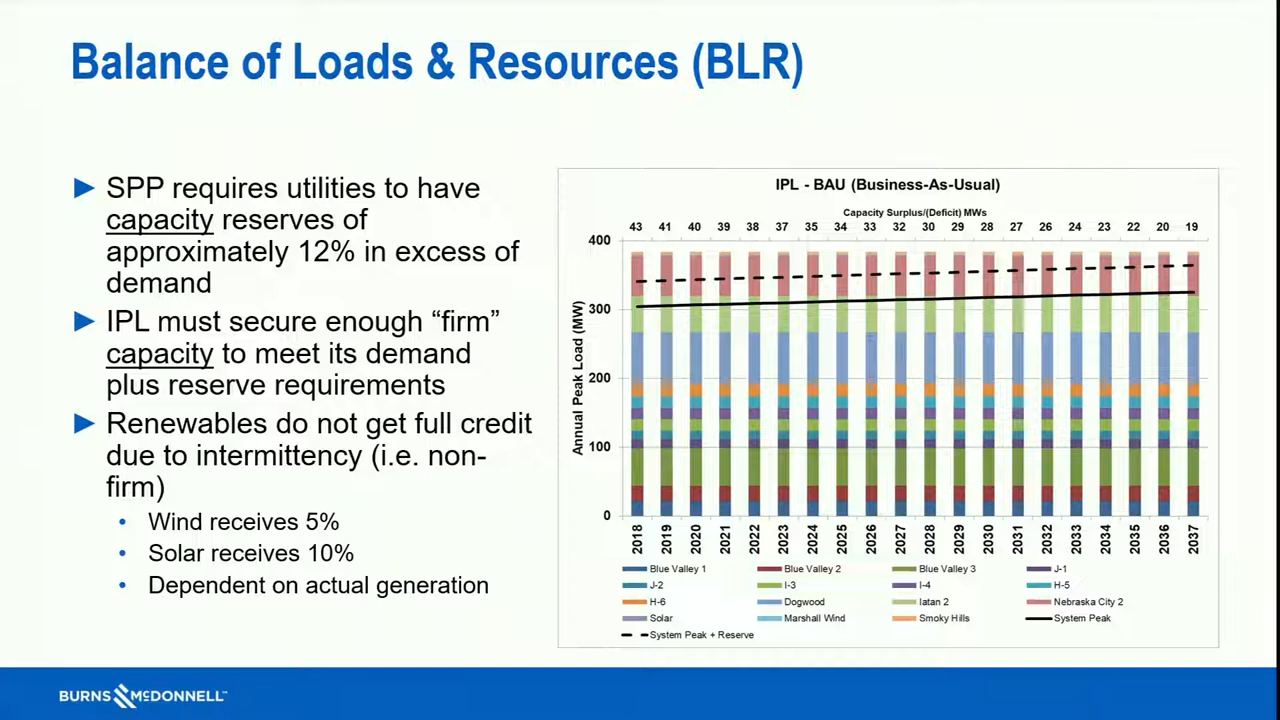 Balance of Loads & Resources (BLR)
► SPP requires utilities to have
capacity reserves of
approximately 12% in excess of
demand
► IPL must secure enough “firm”
capacity to meet its demand
plus reserve requirements
► Renewables do not get full credit
due to intermittency (i.e. non-
firm)
• Wind receives 5%
• Solar receives 10%
• Dependent on actual generation
IPL - BAU (Business-As-Usual)
Capacity Surplus/(Deficit) MWs
43 41 40 39 38 37 35 34 33 32 30 29 28 27 26 24 23 22 20 19
400
300
200
100
0
Annual Peak Load (MW)
2018 2019 2020 2021 2022 2023 2024 2025 2026 2027 2028 2029 2030 2031 2032 2033 2034 2035 2036 2037
Blue Valley 1 Blue Valley 2 Blue Valley 3 J-1
J-2 I-3 I-4 H-5
H-6 Dogwood Iatan 2 Nebraska City 2
Solar Marshall Wind Smoky Hills System Peak
System Peak + Reserve
BURNS McDONNELL